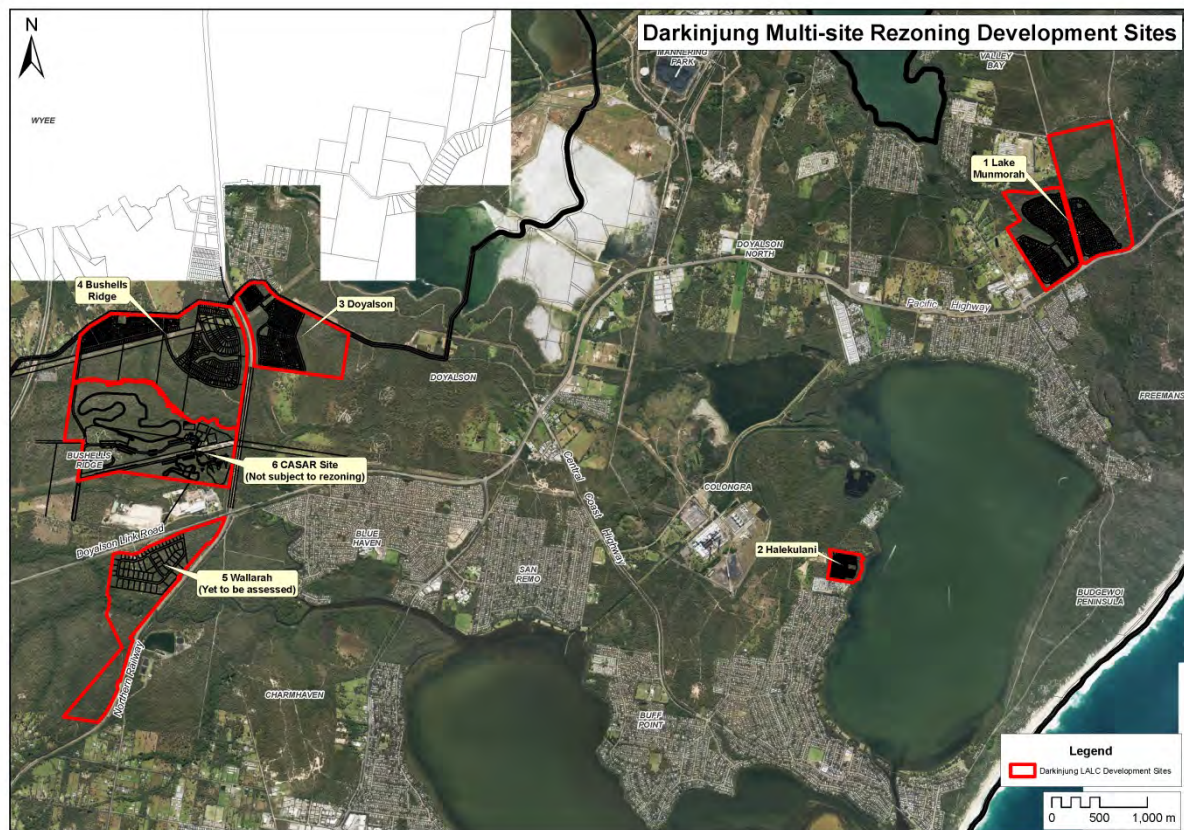 Darkinjung Multi-site Rezoning Development Sites
N
MANNERING
PARK
VALLEY
BAY
WYEE
1 Lake
Munmorah
DOYALSON
NORTH
4 Bushells
Ridge
3 Doyalson
Pacific Highway
DOYALSON
FREEMANS
BUSHELLS
RIDGE
6 CASAR Site
(Not subject to rezoning)
Central Coast Highway
COLONGRA
Doyalson Link Road
BLUE
HAVEN
2 Halekulani
5 Wallarah
(Yet to be assessed)
SAN
REMO
BUDGEWOI
PENINSULA
Northern Railway
CHARMHAVEN
BUFF
POINT
Legend
Darkinjung LALC Development Sites
0 500 1,000 m